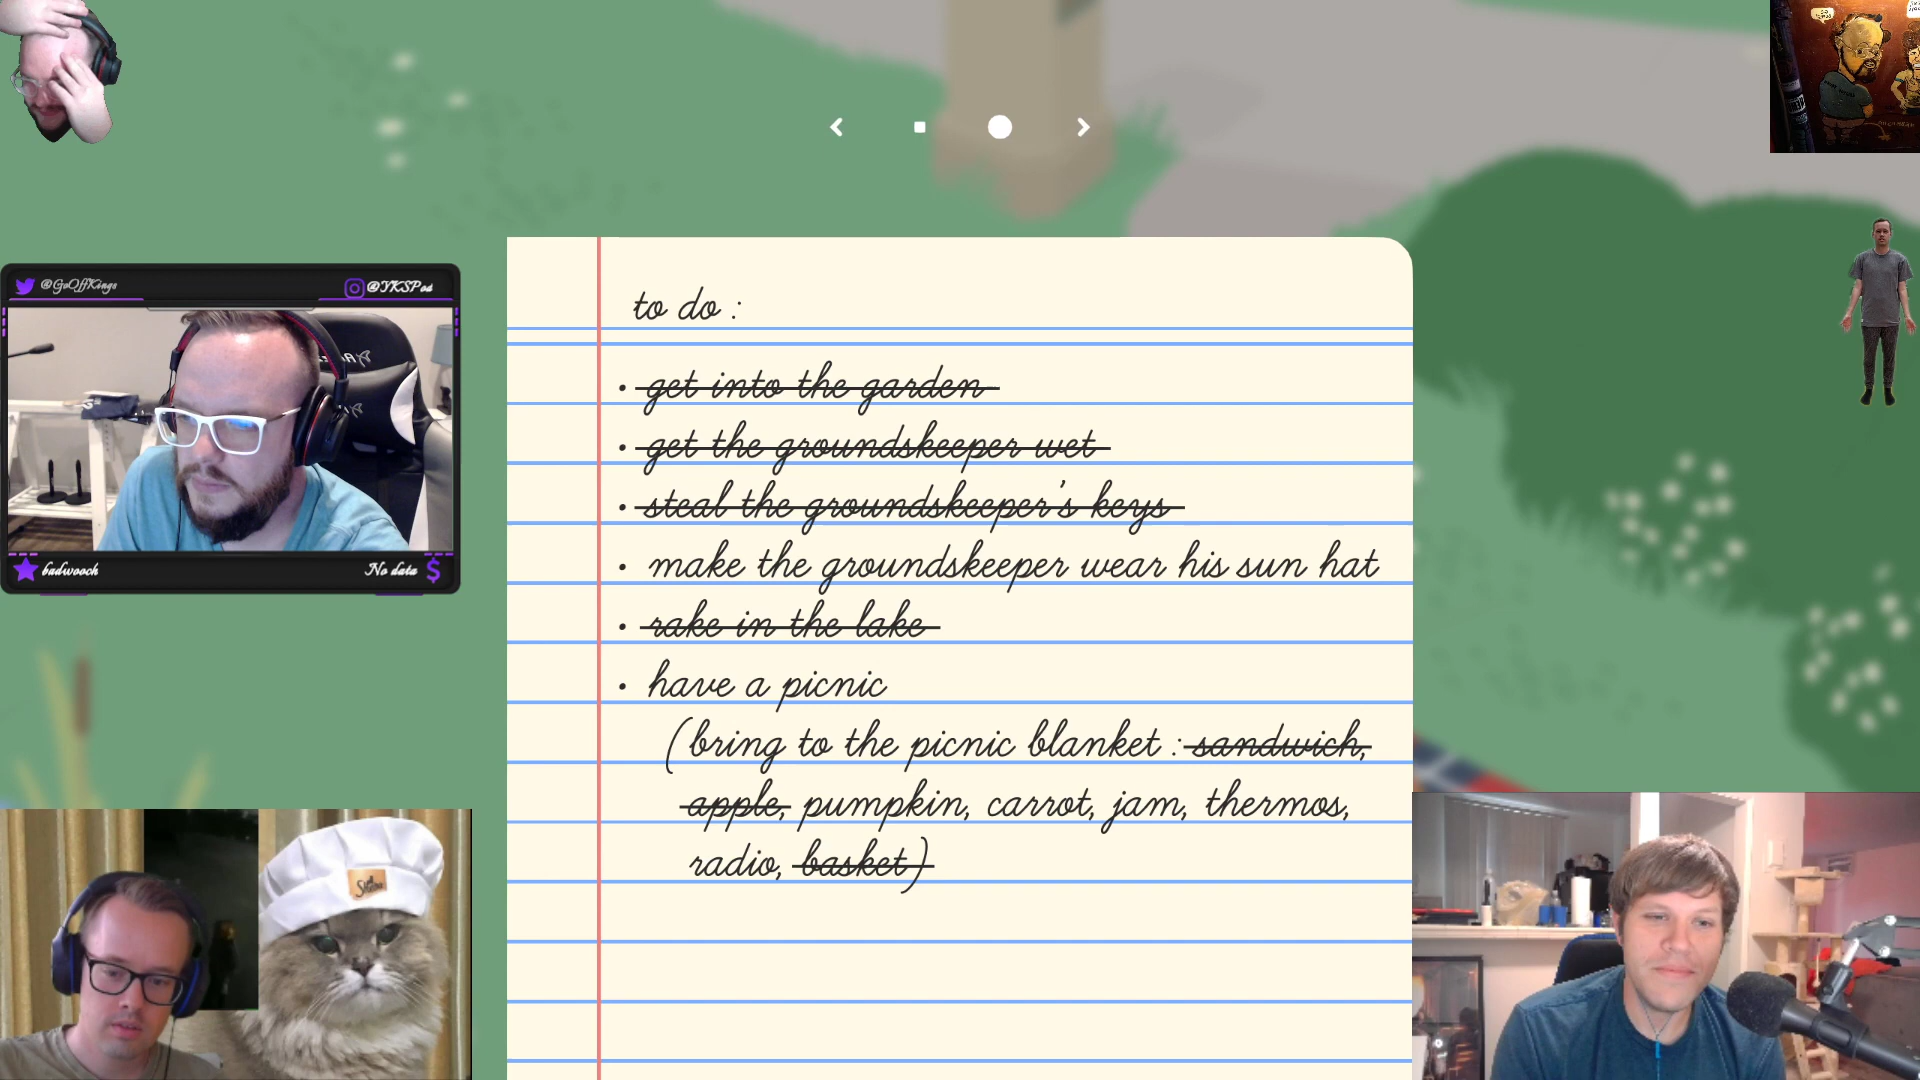 @GoOffKings
@YKSPod
badwooch
No data
to do :
• get into the garden
• get the groundskeeper wet
• steal the groundskeeper's keys
• make the groundskeeper wear his sun hat
• rake in the lake
• have a picnic
(bring to the picnic blanket : sandwich,
apple, pumpkin, carrot, jam, thermos,
radio, basket)